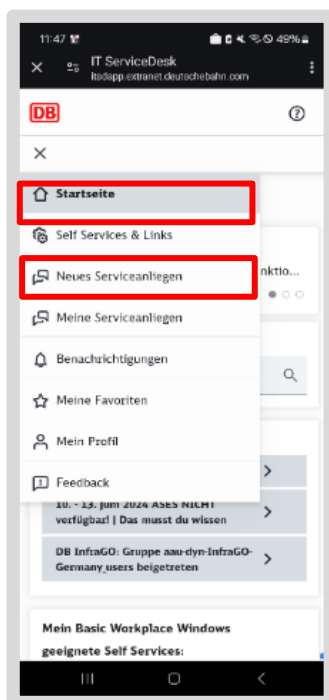 11:47
49%
IT ServiceDesk
itsdapp.extranet.deutschebahn.com
DB
Startseite
Self Services & Links
Neues Serviceanliegen
nktio...
Meine Serviceanliegen
Benachrichtigungen
Meine Favoriten
Mein Profil
Feedback
10. - 13. Juni 2024 ASES NICHT
verfügbar! | Das musst du wissen
DB InfraGO: Gruppe aau-dyn-InfraGO-
Germany_users beigetreten
Mein Basic Workplace Windows
geeignete Self Services: